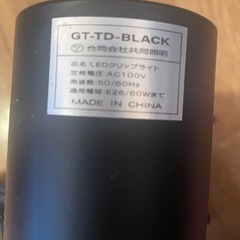 GT-TD-BLACK
合同会社共同照明
品名:LEDクリップライト
定格電圧:AC100V
周波数:50/60Hz
適用電球:E26/60Wまで
MADE IN CHINA